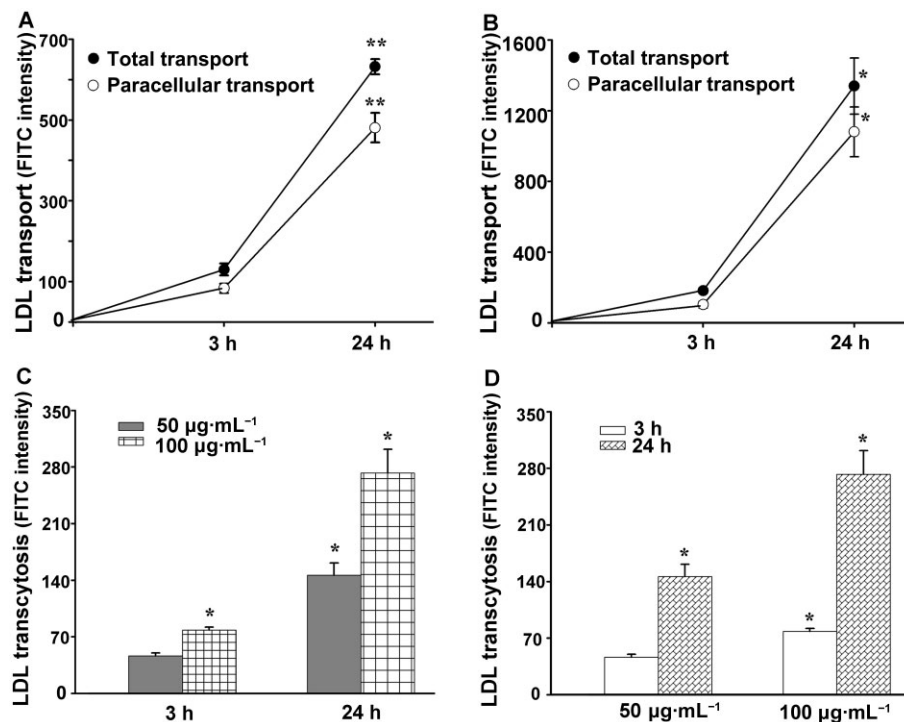 A
LDL transport (FITC intensity)
700
500
300
100
0
Total transport
Paracellular transport
**
**
3 h
24 h
B
LDL transport (FITC intensity)
1600
1300
1000
400
0
Total transport
Paracellular transport
*
*
3 h
24 h
C
LDL transcytosis (FITC intensity)
350
280
210
140
70
0
50 µg·mL⁻¹
100 µg·mL⁻¹
*
*
*
3 h
24 h
D
LDL transcytosis (FITC intensity)
350
280
210
140
70
0
3 h
24 h
*
*
*
50 µg·mL⁻¹
100 µg·mL⁻¹